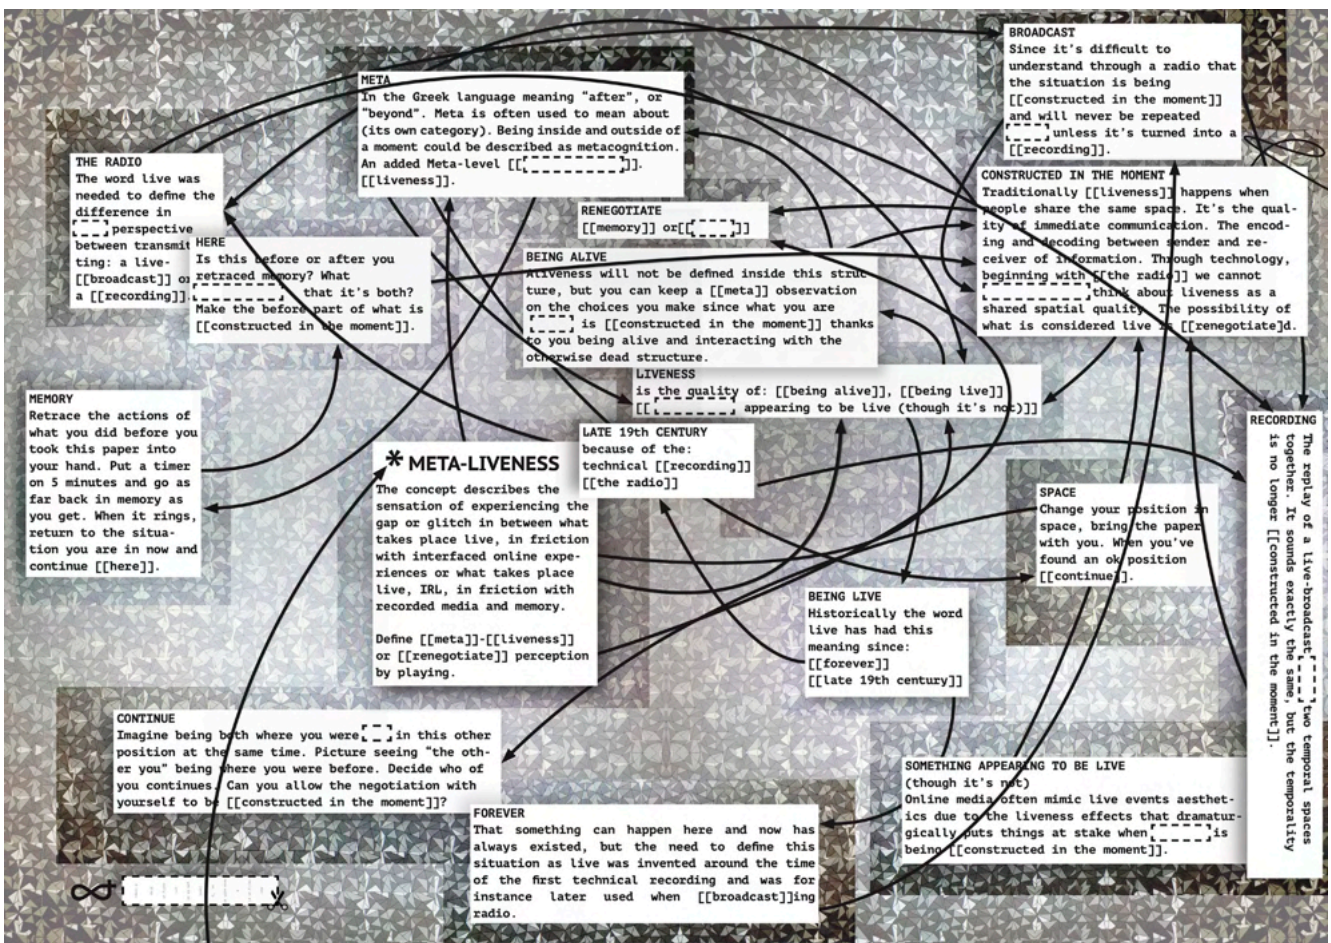 BROADCAST
Since it's difficult to
understand through a radio that
the situation is being
[[constructed in the moment]]
and will never be repeated
unless it's turned into a
[[recording]].
META
In the Greek language meaning "after", or
"beyond". Meta is often used to mean about
(its own category). Being inside and outside of
a moment could be described as metacognition.
An added Meta-level [[ ]].
[[liveness]].
THE RADIO
The word live was
needed to define the
difference in
perspective
between transmit-
ting: a live-
[[broadcast]] or
a [[recording]].
CONSTRUCTED IN THE MOMENT
Traditionally [[liveness]] happens when
people share the same space. It's the qual-
ity of immediate communication. The encod-
ing and decoding between sender and re-
ceiver of information. Through technology,
beginning with [[the radio]] we cannot
think about liveness as a
shared spatial quality. The possibility of
what is considered live is [[renegotiate]d.
RENEGOTIATE
[[memory]] or[[ ]]
HERE
Is this before or after you
retraced memory? What
that it's both?
Make the before part of what is
[[constructed in the moment]].
BEING ALIVE
Aliveness will not be defined inside this struc-
ture, but you can keep a [[meta]] observation
on the choices you make since what you are
is [[constructed in the moment]] thanks
to you being alive and interacting with the
otherwise dead structure.
LIVENESS
is the quality of: [[being alive]], [[being live]]
[[ appearing to be live (though it's not)]]
MEMORY
Retrace the actions of
what you did before you
took this paper into
your hand. Put a timer
on 5 minutes and go as
far back in memory as
you get. When it rings,
return to the situa-
tion you are in now and
continue [[here]].
LATE 19th CENTURY
because of the:
technical [[recording]]
[[the radio]]
* META-LIVENESS
The concept describes the
sensation of experiencing the
gap or glitch in between what
takes place live, in friction
with interfaced online expe-
riences or what takes place
live, IRL, in friction with
recorded media and memory.
Define [[meta]]-[[liveness]]
or [[renegotiate]] perception
by playing.
RECORDING
The replay of a live-broadcast, two temporal spaces
together. It sounds exactly the same, but the temporality
is no longer [[constructed in the moment]].
SPACE
Change your position in
space, bring the paper
with you. When you've
found an ok position
[[continue]].
BEING LIVE
Historically the word
live has had this
meaning since:
[[forever]]
[[late 19th century]]
CONTINUE
Imagine being both where you were in this other
position at the same time. Picture seeing "the oth-
er you" being where you were before. Decide who of
you continues. Can you allow the negotiation with
yourself to be [[constructed in the moment]]?
SOMETHING APPEARING TO BE LIVE
(though it's not)
Online media often mimic live events aesthet-
ics due to the liveness effects that dramatur-
gically puts things at stake when is
being [[constructed in the moment]].
FOREVER
That something can happen here and now has
always existed, but the need to define this
situation as live was invented around the time
of the first technical recording and was for
instance later used when [[broadcast]]ing
radio.